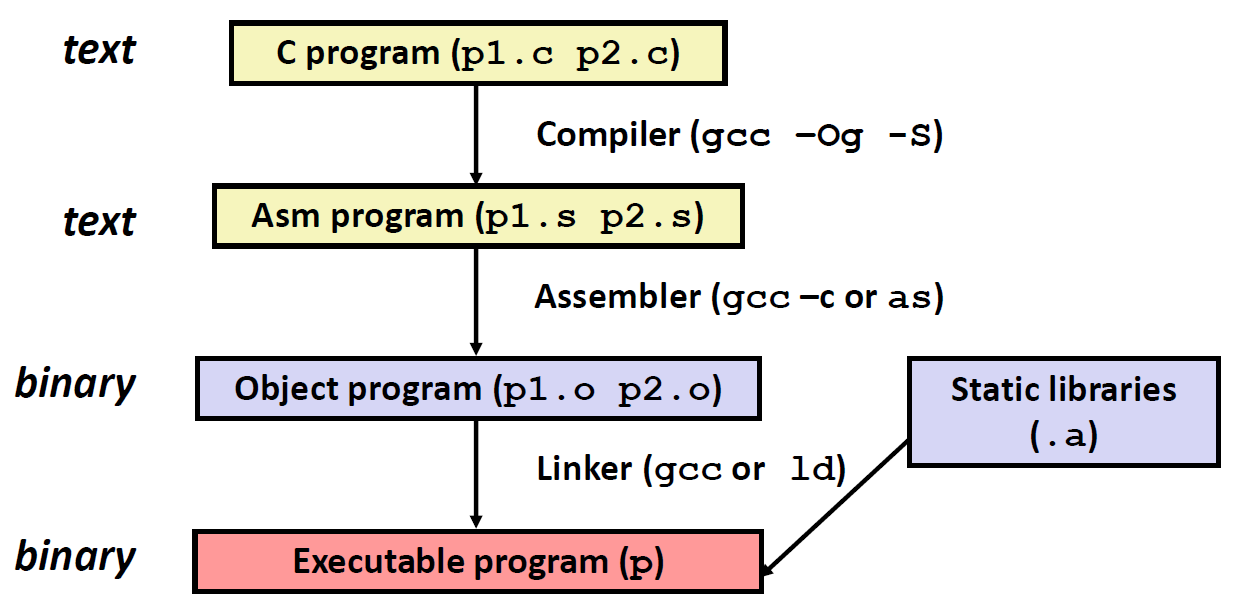 text
C program (p1.c p2.c)
Compiler (gcc –Og -S)
text
Asm program (p1.s p2.s)
Assembler (gcc –c or as)
binary
Object program (p1.o p2.o)
Static libraries
(.a)
Linker (gcc or ld)
binary
Executable program (p)